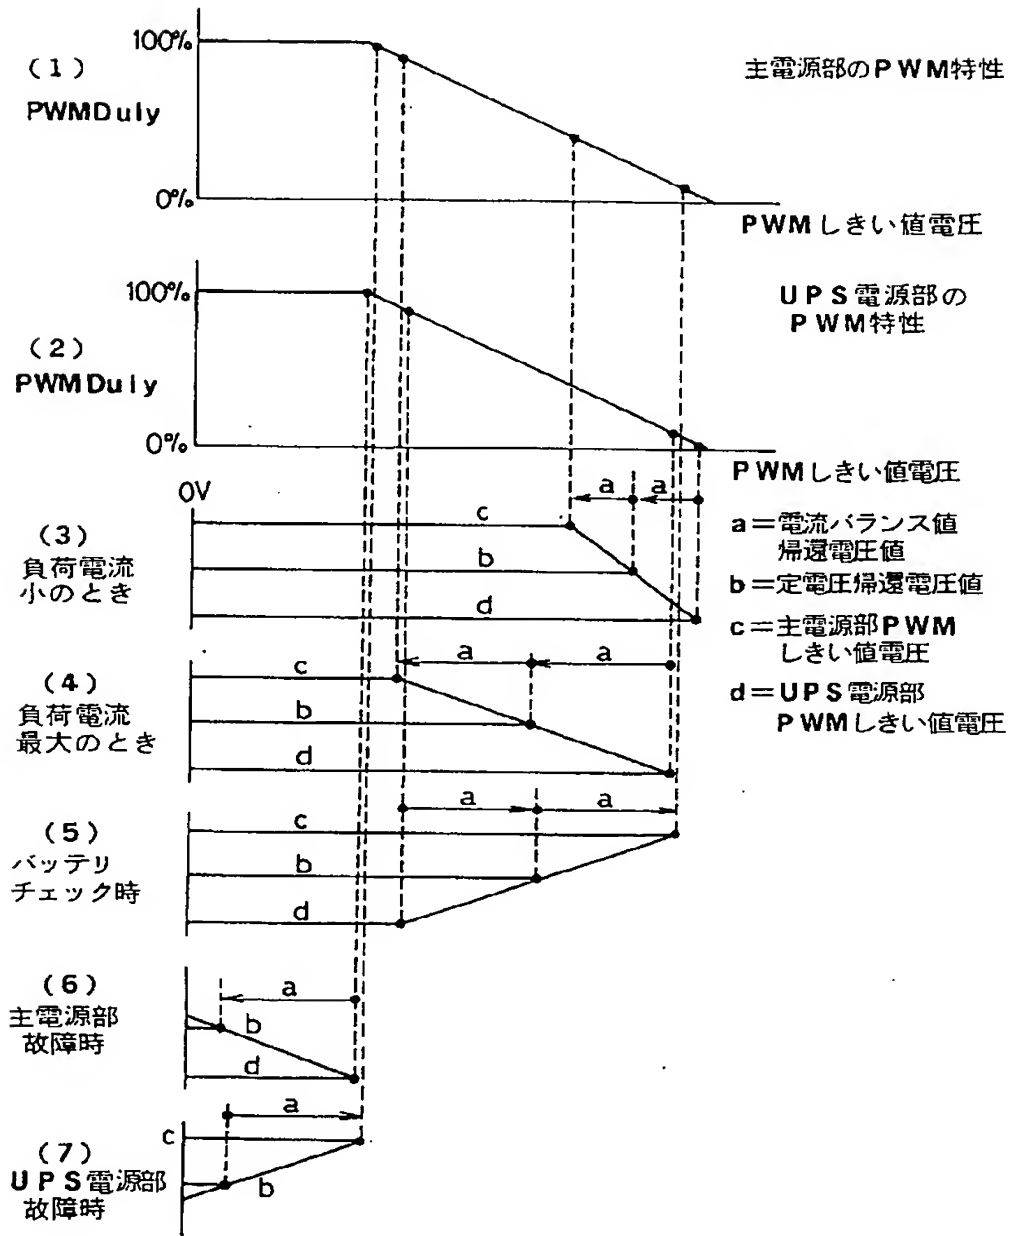 100%
(1)
PWMDuly
0%
主電源部のPWM特性
PWMしきい値電圧
100%
(2)
PWMDuly
0%
UPS電源部の
PWM特性
PWMしきい値電圧
0V
(3)
負荷電流
小のとき
c
b
d
a
a
a=電流バランス値
帰還電圧値
b=定電圧帰還電圧値
c=主電源部PWM
しきい値電圧
d=UPS電源部
PWMしきい値電圧
(4)
負荷電流
最大のとき
c
b
d
a
a
(5)
バッテリ
チェック時
c
b
d
a
a
(6)
主電源部
故障時
a
b
d
(7)
UPS電源部
故障時
c
a
b